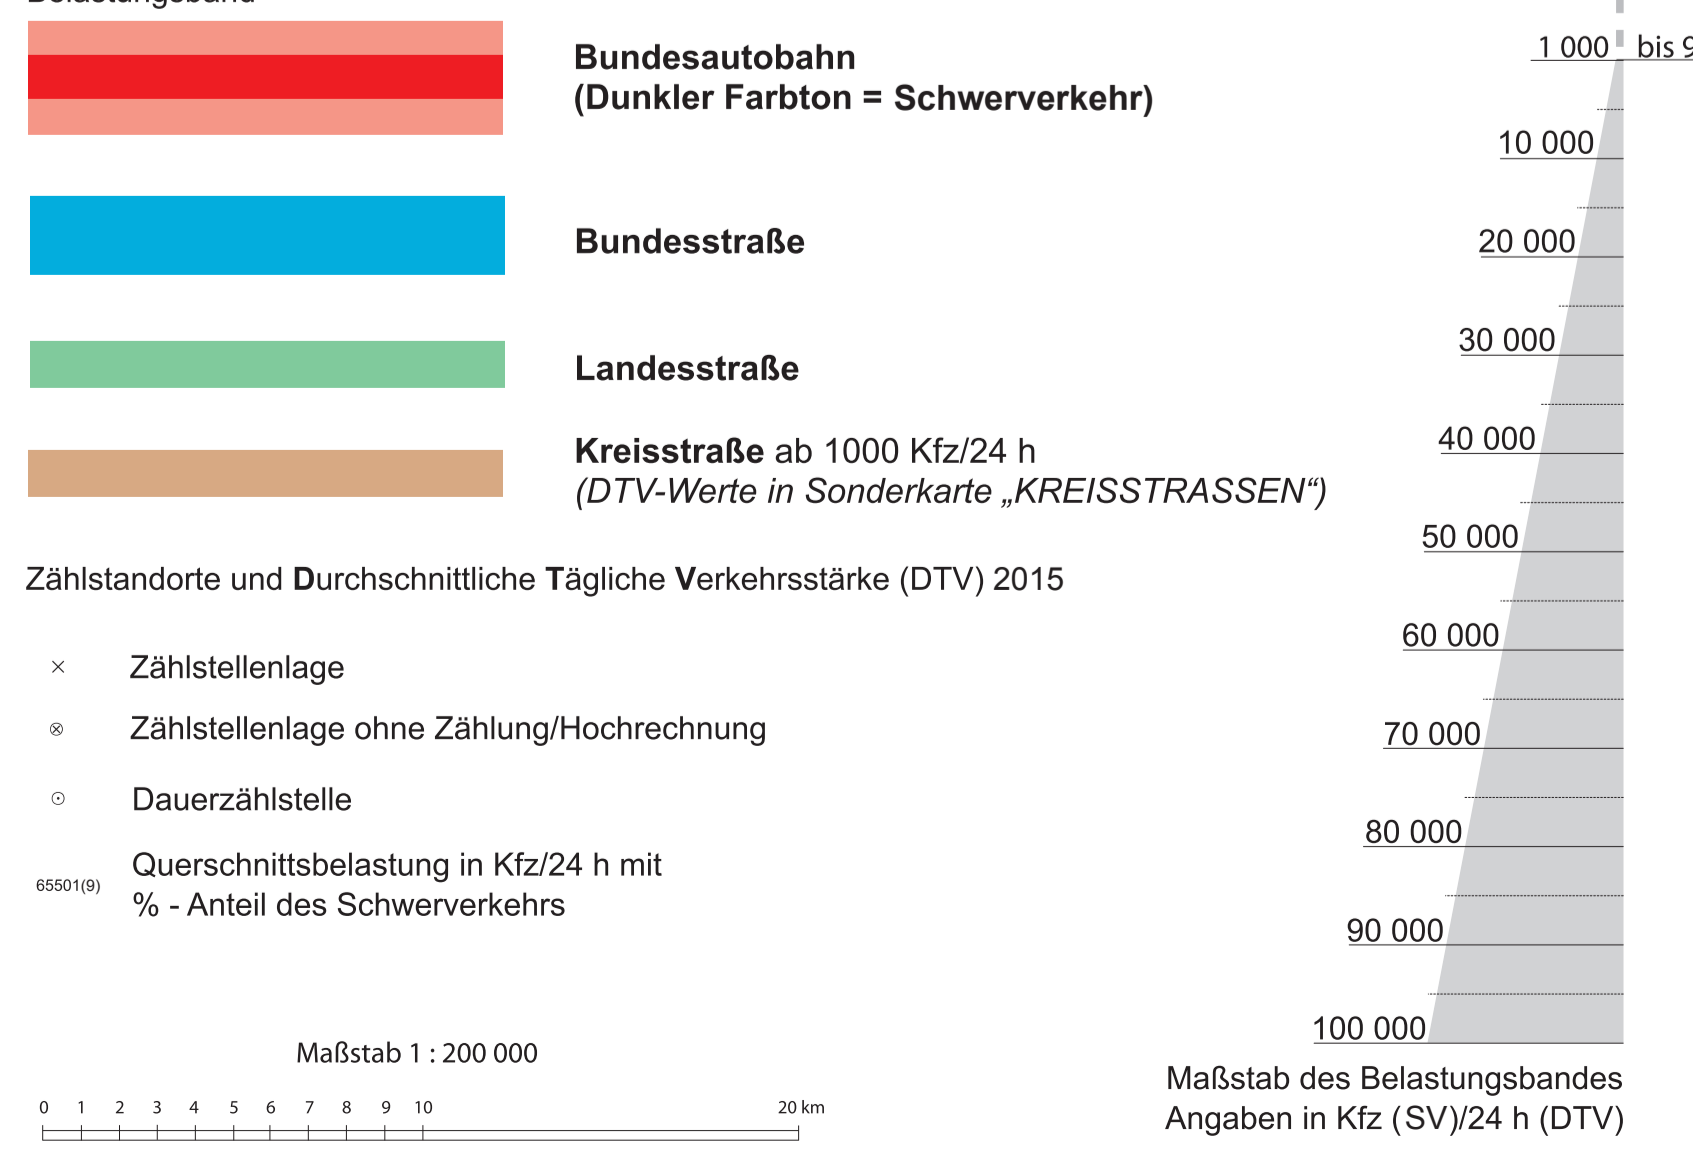 Belastungsband
Bundesautobahn
(Dunkler Farbton = Schwerverkehr)
Bundesstraße
Landesstraße
Kreisstraße ab 1000 Kfz/24 h
(DTV-Werte in Sonderkarte „KREISSTRASSEN“)
Zählstandorte und Durchschnittliche Tägliche Verkehrsstärke (DTV) 2015
Zählstellenlage
Zählstellenlage ohne Zählung/Hochrechnung
Dauerzählstelle
65501(9) Querschnittsbelastung in Kfz/24 h mit
% - Anteil des Schwerverkehrs
Maßstab 1 : 200 000
0 1 2 3 4 5 6 7 8 9 10 20 km
1 000 bis 9
10 000
20 000
30 000
40 000
50 000
60 000
70 000
80 000
90 000
100 000
Maßstab des Belastungsbandes
Angaben in Kfz (SV)/24 h (DTV)